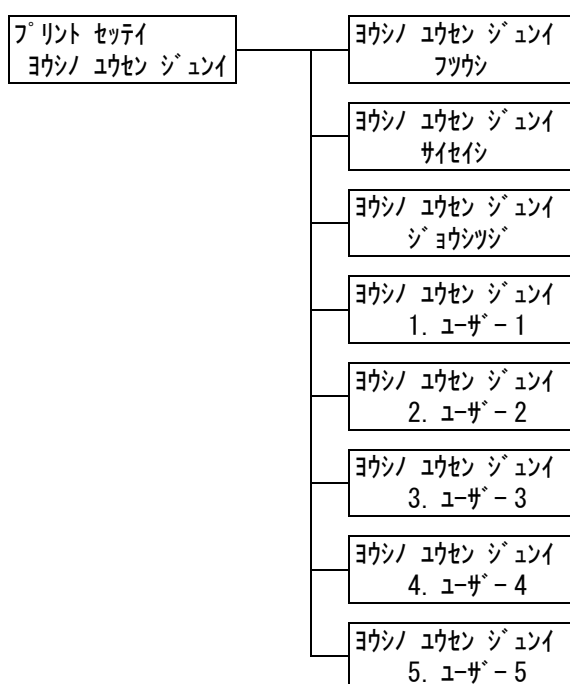 ﾌﾟﾘﾝﾄ ｾｯﾃｲ
ﾖｳｼﾉ ﾕｳｾﾝ ｼﾞｭﾝｲ
ﾖｳｼﾉ ﾕｳｾﾝ ｼﾞｭﾝｲ
ﾌﾂｳｼ
ﾖｳｼﾉ ﾕｳｾﾝ ｼﾞｭﾝｲ
ｻｲｾｲｼ
ﾖｳｼﾉ ﾕｳｾﾝ ｼﾞｭﾝｲ
ｼﾞｮｳｼﾂｼﾞ
ﾖｳｼﾉ ﾕｳｾﾝ ｼﾞｭﾝｲ
1. ﾕｰｻﾞｰ 1
ﾖｳｼﾉ ﾕｳｾﾝ ｼﾞｭﾝｲ
2. ﾕｰｻﾞｰ 2
ﾖｳｼﾉ ﾕｳｾﾝ ｼﾞｭﾝｲ
3. ﾕｰｻﾞｰ 3
ﾖｳｼﾉ ﾕｳｾﾝ ｼﾞｭﾝｲ
4. ﾕｰｻﾞｰ 4
ﾖｳｼﾉ ﾕｳｾﾝ ｼﾞｭﾝｲ
5. ﾕｰｻﾞｰ 5